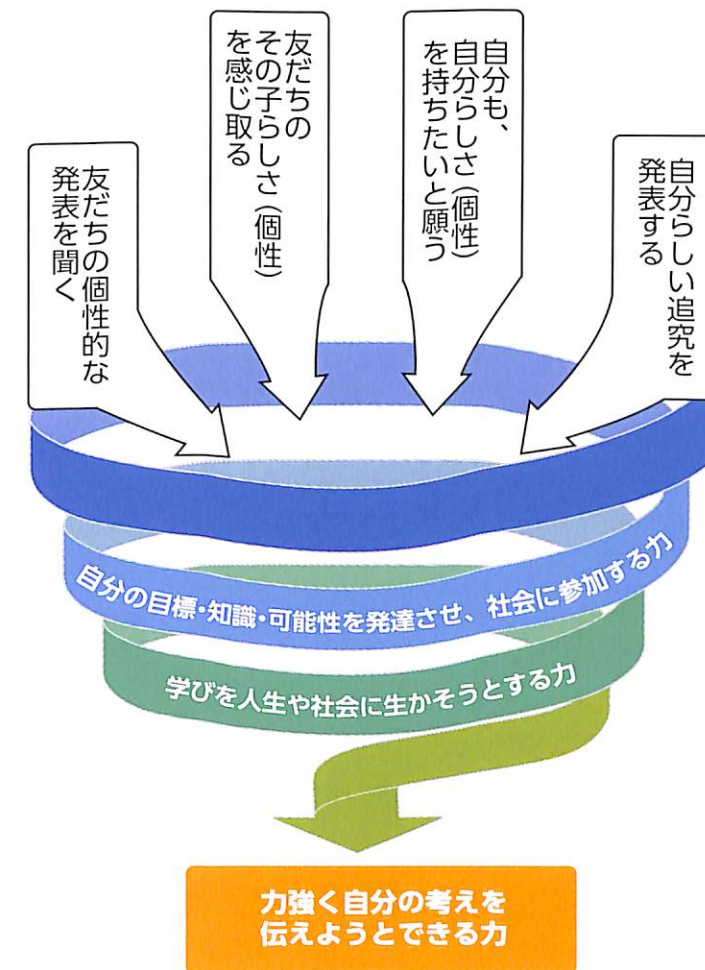 自分らしい追究を
発表する
自分も、
自分らしさ（個性）
を持ちたいと願う
友だちの
その子らしさ（個性）
を感じ取る
友だちの個性的な
発表を聞く
自分の目標・知識・可能性を発達させ、社会に参加する力
学びを人生や社会に生かそうとする力
力強く自分の考えを
伝えようとできる力